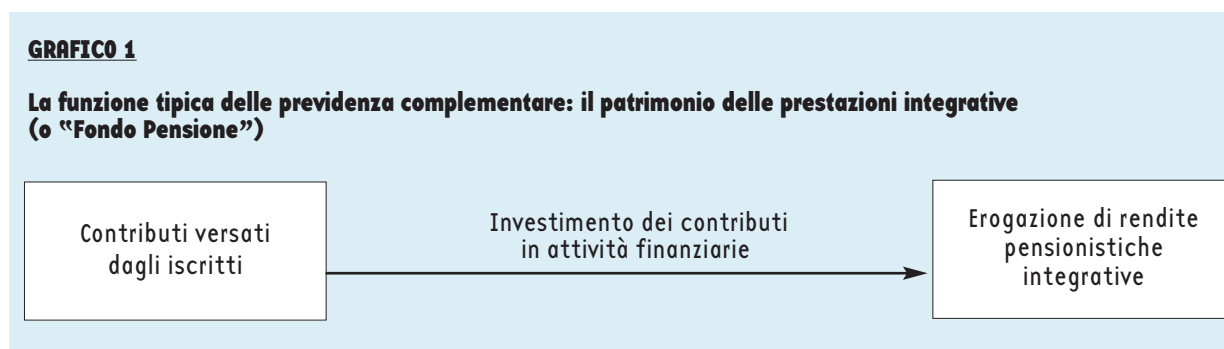 GRAFICO 1
La funzione tipica delle previdenza complementare: il patrimonio delle prestazioni integrative
(o “Fondo Pensione”)
Contributi versati
dagli iscritti
Investimento dei contributi
in attività finanziarie
Erogazione di rendite
pensionistiche
integrative